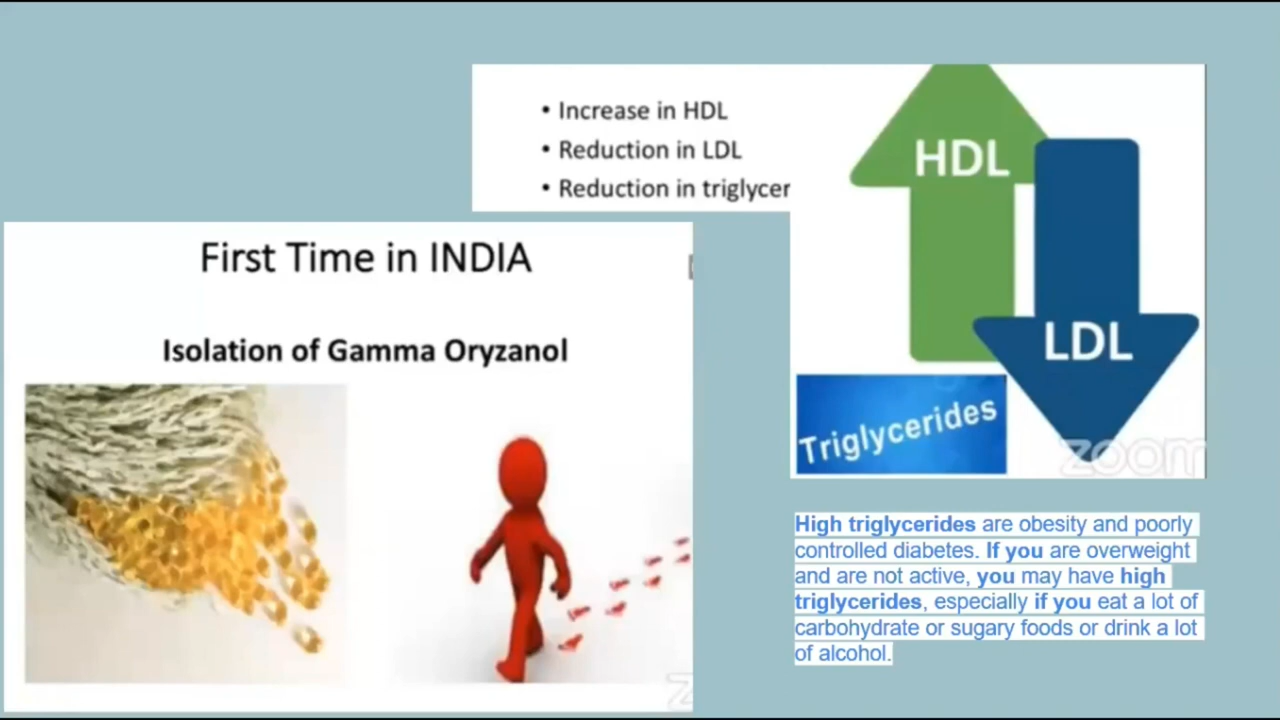 • Increase in HDL
• Reduction in LDL
• Reduction in triglycer
HDL
LDL
Triglycerides
zoom
First Time in INDIA
Isolation of Gamma Oryzanol
High triglycerides are obesity and poorly
controlled diabetes. If you are overweight
and are not active, you may have high
triglycerides, especially if you eat a lot of
carbohydrate or sugary foods or drink a lot
of alcohol.